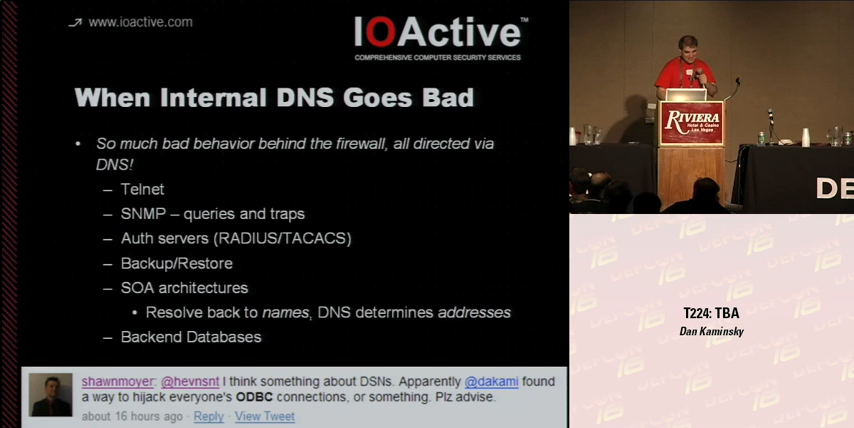 www.ioactive.com
IOActive™
COMPREHENSIVE COMPUTER SECURITY SERVICES
When Internal DNS Goes Bad
• So much bad behavior behind the firewall, all directed via
DNS!
– Telnet
– SNMP – queries and traps
– Auth servers (RADIUS/TACACS)
– Backup/Restore
– SOA architectures
• Resolve back to names, DNS determines addresses
– Backend Databases
shawnmoyer: @hevnsnt I think something about DSNs. Apparently @dakami found
a way to hijack everyone's ODBC connections, or something. Plz advise.
about 16 hours ago · Reply · View Tweet
RIVIERA
Hotel & Casino
Las Vegas
DE
T224: TBA
Dan Kaminsky
DEFCON
16